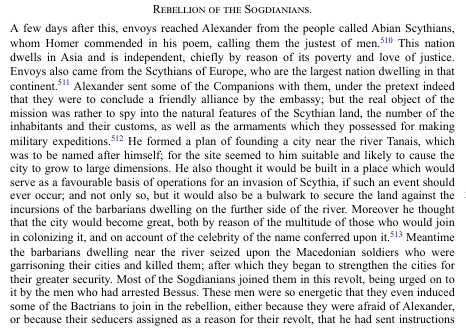 REBELLION OF THE SOGDIANIANS.
A few days after this, envoys reached Alexander from the people called Abian Scythians,
whom Homer commended in his poem, calling them the justest of men.510 This nation
dwells in Asia and is independent, chiefly by reason of its poverty and love of justice.
Envoys also came from the Scythians of Europe, who are the largest nation dwelling in that
continent.511 Alexander sent some of the Companions with them, under the pretext indeed
that they were to conclude a friendly alliance by the embassy; but the real object of the
mission was rather to spy into the natural features of the Scythian land, the number of the
inhabitants and their customs, as well as the armaments which they possessed for making
military expeditions.512 He formed a plan of founding a city near the river Tanais, which
was to be named after himself; for the site seemed to him suitable and likely to cause the
city to grow to large dimensions. He also thought it would be built in a place which would
serve as a favourable basis of operations for an invasion of Scythia, if such an event should
ever occur; and not only so, but it would also be a bulwark to secure the land against the
incursions of the barbarians dwelling on the further side of the river. Moreover he thought
that the city would become great, both by reason of the multitude of those who would join
in colonizing it, and on account of the celebrity of the name conferred upon it.513 Meantime
the barbarians dwelling near the river seized upon the Macedonian soldiers who were
garrisoning their cities and killed them; after which they began to strengthen the cities for
their greater security. Most of the Sogdianians joined them in this revolt, being urged on to
it by the men who had arrested Bessus. These men were so energetic that they even induced
some of the Bactrians to join in the rebellion, either because they were afraid of Alexander,
or because their seducers assigned as a reason for their revolt, that he had sent instructions